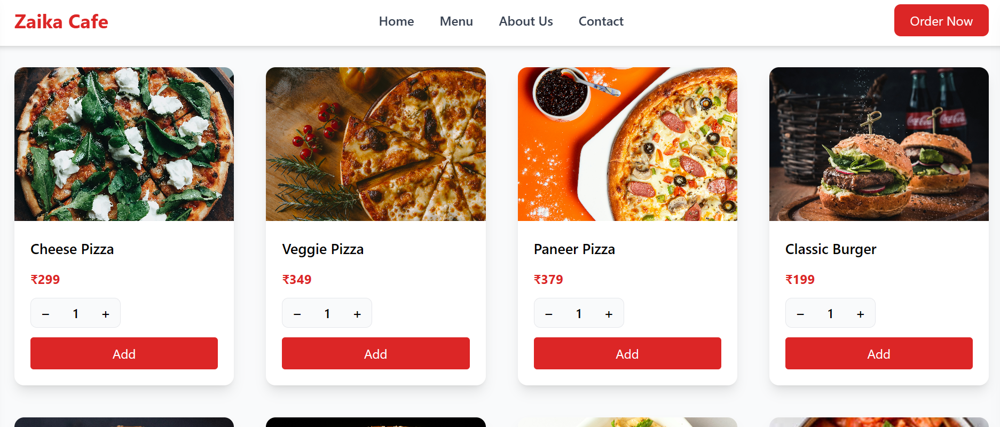 Zaika Cafe
Home Menu About Us Contact
Order Now
Coca-Cola Coca-Cola
Cheese Pizza
₹299
− 1 +
Add
Veggie Pizza
₹349
− 1 +
Add
Paneer Pizza
₹379
− 1 +
Add
Classic Burger
₹199
− 1 +
Add